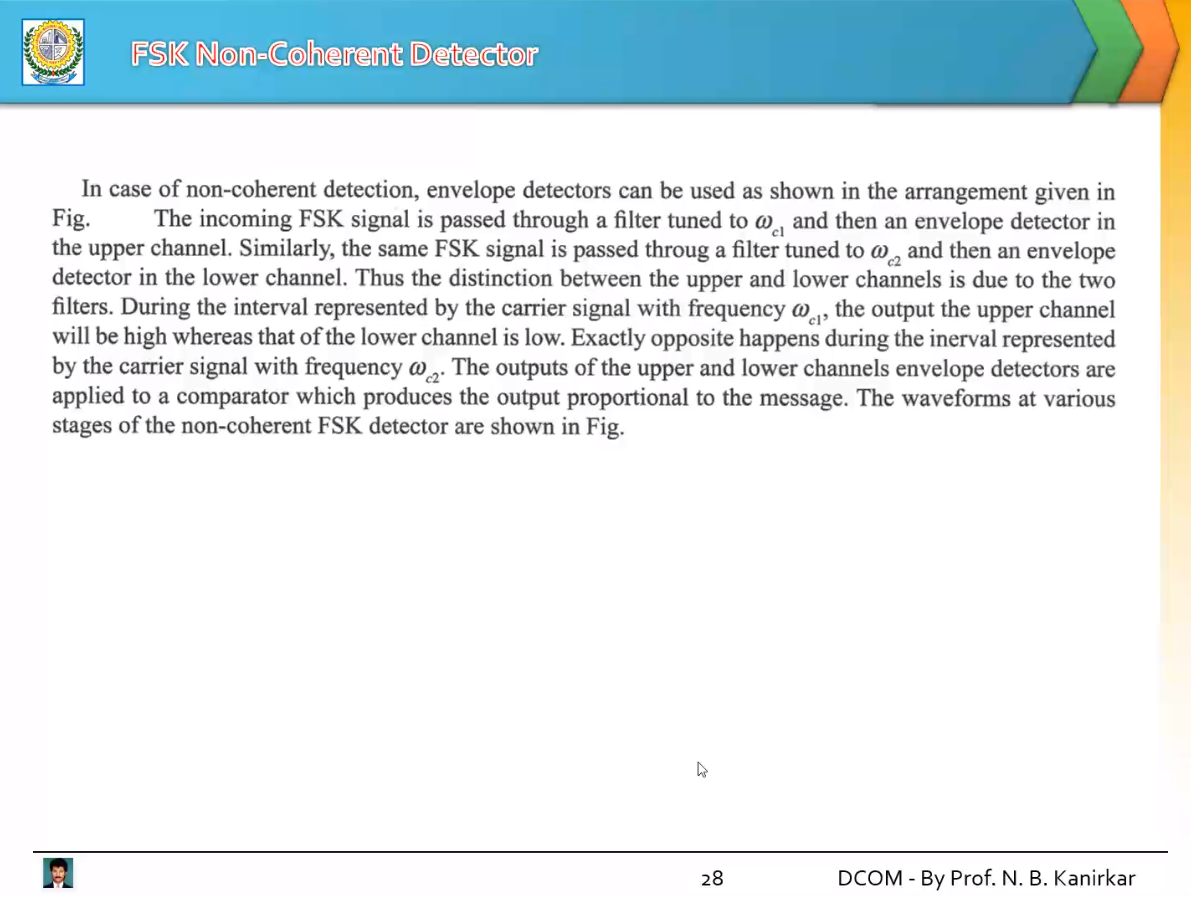 FSK Non-Coherent Detector
In case of non-coherent detection, envelope detectors can be used as shown in the arrangement given in
Fig. The incoming FSK signal is passed through a filter tuned to ω_c1 and then an envelope detector in
the upper channel. Similarly, the same FSK signal is passed throug a filter tuned to ω_c2 and then an envelope
detector in the lower channel. Thus the distinction between the upper and lower channels is due to the two
filters. During the interval represented by the carrier signal with frequency ω_c1, the output the upper channel
will be high whereas that of the lower channel is low. Exactly opposite happens during the inerval represented
by the carrier signal with frequency ω_c2. The outputs of the upper and lower channels envelope detectors are
applied to a comparator which produces the output proportional to the message. The waveforms at various
stages of the non-coherent FSK detector are shown in Fig.
28
DCOM - By Prof. N. B. Kanirkar